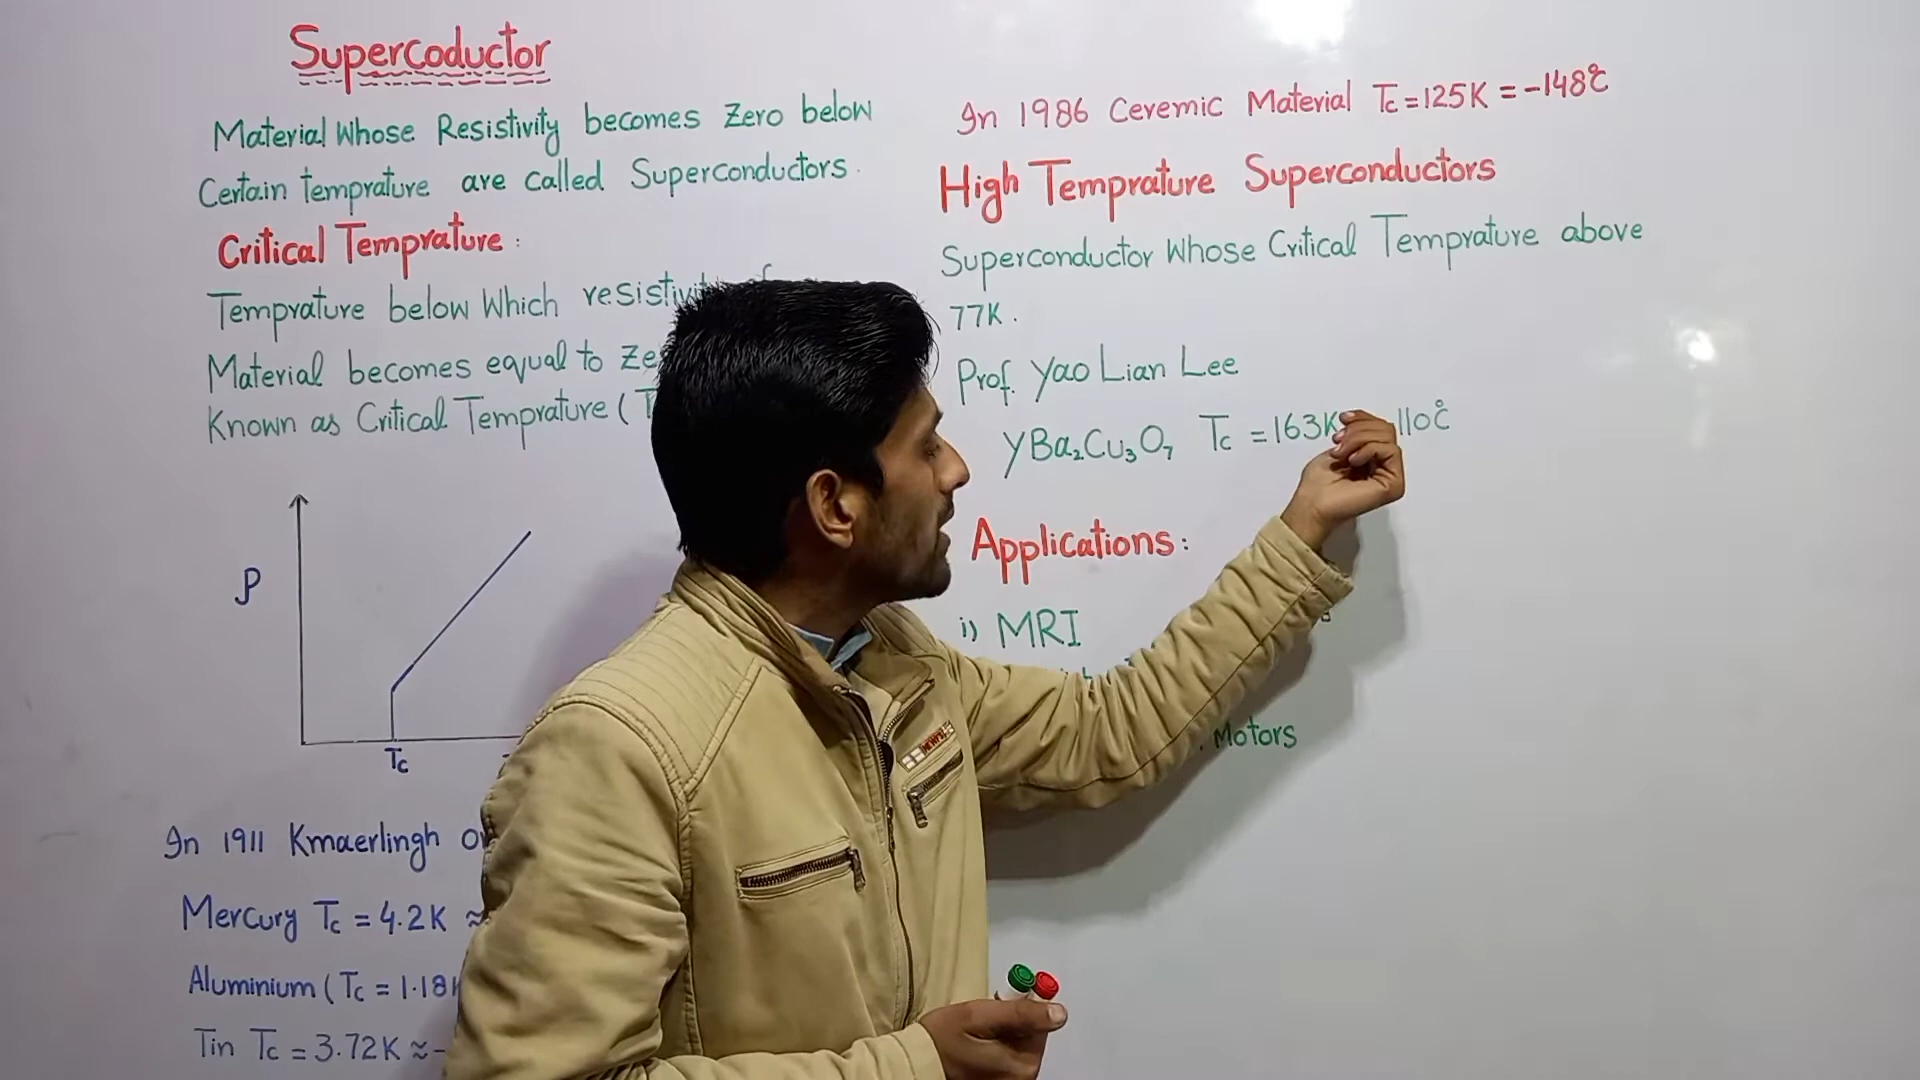 Supercoductor
Material Whose Resistivity becomes Zero below
Certain temprature are called Superconductors.
Critical Temprature :
Temprature below Which
Material becomes equal to
Known as Critical Temprature (
ρ
Tc
In 1911 Kmaerlingh
Mercury Tc = 4.2K ≈
Aluminium (Tc = 1.18
Tin Tc = 3.72K ≈ -
In 1986 Ceremic Material Tc = 125K = -148°C
High Temprature Superconductors
Superconductor Whose Critical Temprature above
77K .
Prof. Yao Lian Lee
YBa₂Cu₃O₇ Tc = 163K 110°C
Applications :
i) MRI
Motors
NEWS